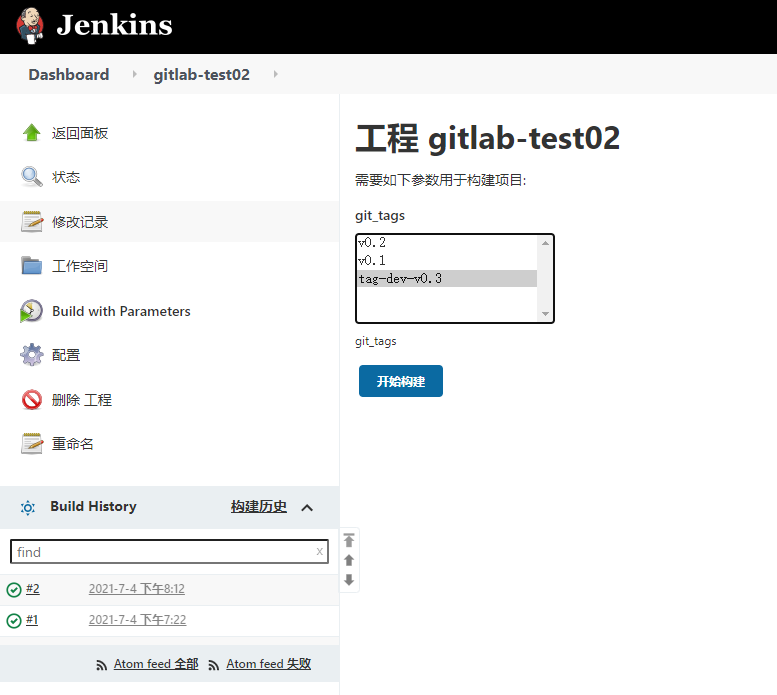 Jenkins
Dashboard
gitlab-test02
返回面板
状态
修改记录
工作空间
Build with Parameters
配置
删除 工程
重命名
Build History
构建历史
find
x
#2
2021-7-4 下午8:12
#1
2021-7-4 下午7:22
Atom feed 全部
Atom feed 失败
工程 gitlab-test02
需要如下参数用于构建项目:
git_tags
v0.2
v0.1
tag-dev-v0.3
git_tags
开始构建